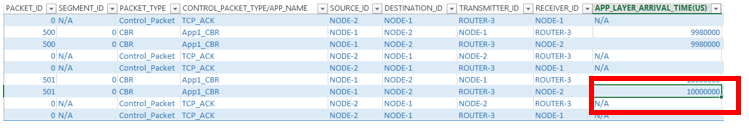 PACKET_ID SEGMENT_ID PACKET_TYPE CONTROL_PACKET_TYPE/APP_NAME SOURCE_ID DESTINATION_ID TRANSMITTER_ID RECEIVER_ID APP_LAYER_ARRIVAL_TIME(US)
0 N/A Control_Packet TCP_ACK NODE-2 NODE-1 ROUTER-3 NODE-1 N/A
500 0 CBR App1_CBR NODE-1 NODE-2 NODE-1 ROUTER-3 9980000
500 0 CBR App1_CBR NODE-1 NODE-2 ROUTER-3 NODE-2 9980000
0 N/A Control_Packet TCP_ACK NODE-2 NODE-1 NODE-2 ROUTER-3 N/A
0 N/A Control_Packet TCP_ACK NODE-2 NODE-1 ROUTER-3 NODE-1 N/A
501 0 CBR App1_CBR NODE-1 NODE-2 NODE-1 ROUTER-3
501 0 CBR App1_CBR NODE-1 NODE-2 ROUTER-3 NODE-2 10000000
0 N/A Control_Packet TCP_ACK NODE-2 NODE-1 NODE-2 ROUTER-3 N/A
0 N/A Control_Packet TCP_ACK NODE-2 NODE-1 ROUTER-3 NODE-1 N/A